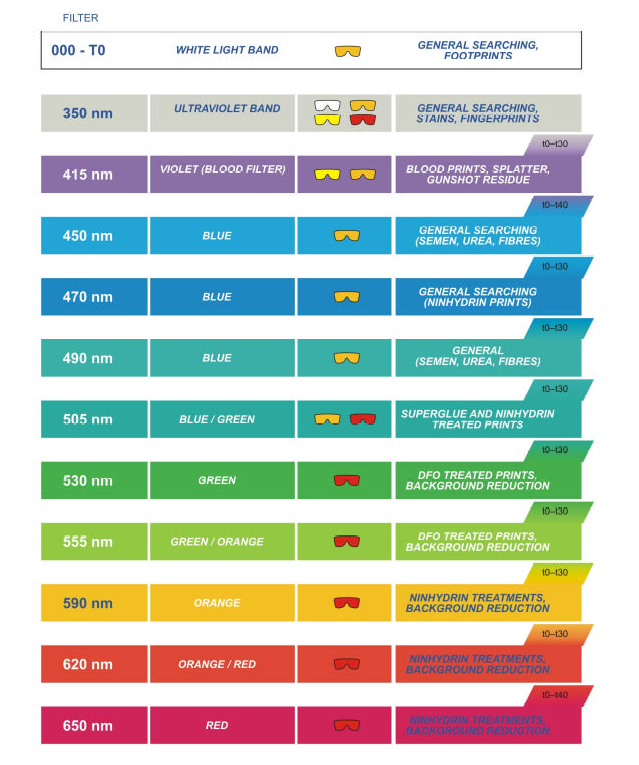 FILTER
000 - T0
WHITE LIGHT BAND
GENERAL SEARCHING,
FOOTPRINTS
350 nm
ULTRAVIOLET BAND
GENERAL SEARCHING,
STAINS, FINGERPRINTS
t0–t30
415 nm
VIOLET (BLOOD FILTER)
BLOOD PRINTS, SPLATTER,
GUNSHOT RESIDUE
t0–t40
450 nm
BLUE
GENERAL SEARCHING
(SEMEN, UREA, FIBRES)
t0–t30
470 nm
BLUE
GENERAL SEARCHING
(NINHYDRIN PRINTS)
t0–t30
490 nm
BLUE
GENERAL
(SEMEN, UREA, FIBRES)
t0–t30
505 nm
BLUE / GREEN
SUPERGLUE AND NINHYDRIN
TREATED PRINTS
t0–t30
530 nm
GREEN
DFO TREATED PRINTS,
BACKGROUND REDUCTION
t0–t30
555 nm
GREEN / ORANGE
DFO TREATED PRINTS,
BACKGROUND REDUCTION
t0–t30
590 nm
ORANGE
NINHYDRIN TREATMENTS,
BACKGROUND REDUCTION
t0–t30
620 nm
ORANGE / RED
NINHYDRIN TREATMENTS,
BACKGROUND REDUCTION
t0–t40
650 nm
RED
NINHYDRIN TREATMENTS,
BACKGROUND REDUCTION